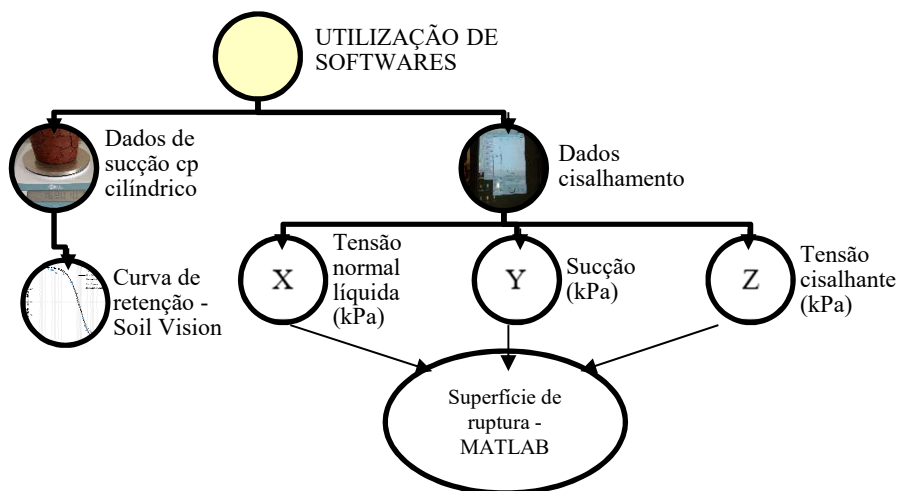 UTILIZAÇÃO DE
SOFTWARES
Dados de
sucção cp
cilíndrico
Dados
cisalhamento
Curva de
retenção -
Soil Vision
X
Tensão
normal
líquida
(kPa)
Y
Sucção
(kPa)
Z
Tensão
cisalhante
(kPa)
Superfície de
ruptura -
MATLAB